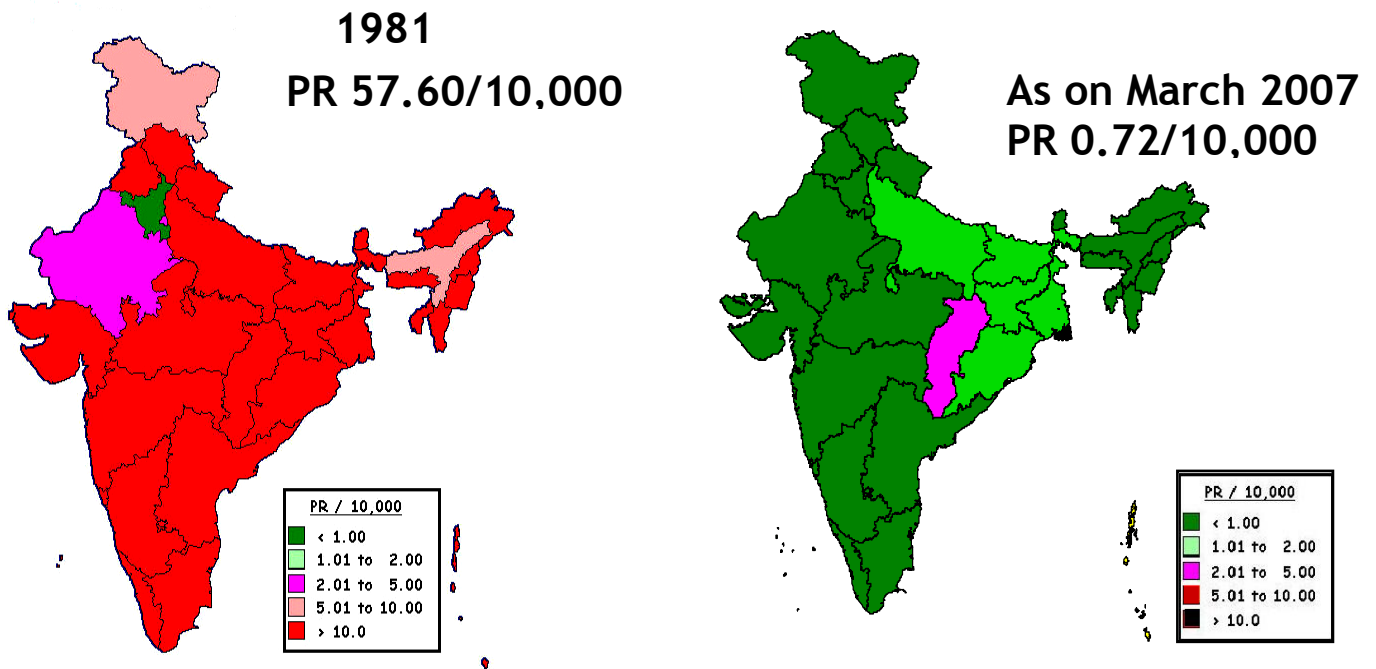 1981
PR 57.60/10,000
As on March 2007
PR 0.72/10,000
PR / 10,000
< 1.00
1.01 to 2.00
2.01 to 5.00
5.01 to 10.00
> 10.0
PR / 10,000
< 1.00
1.01 to 2.00
2.01 to 5.00
5.01 to 10.00
> 10.0